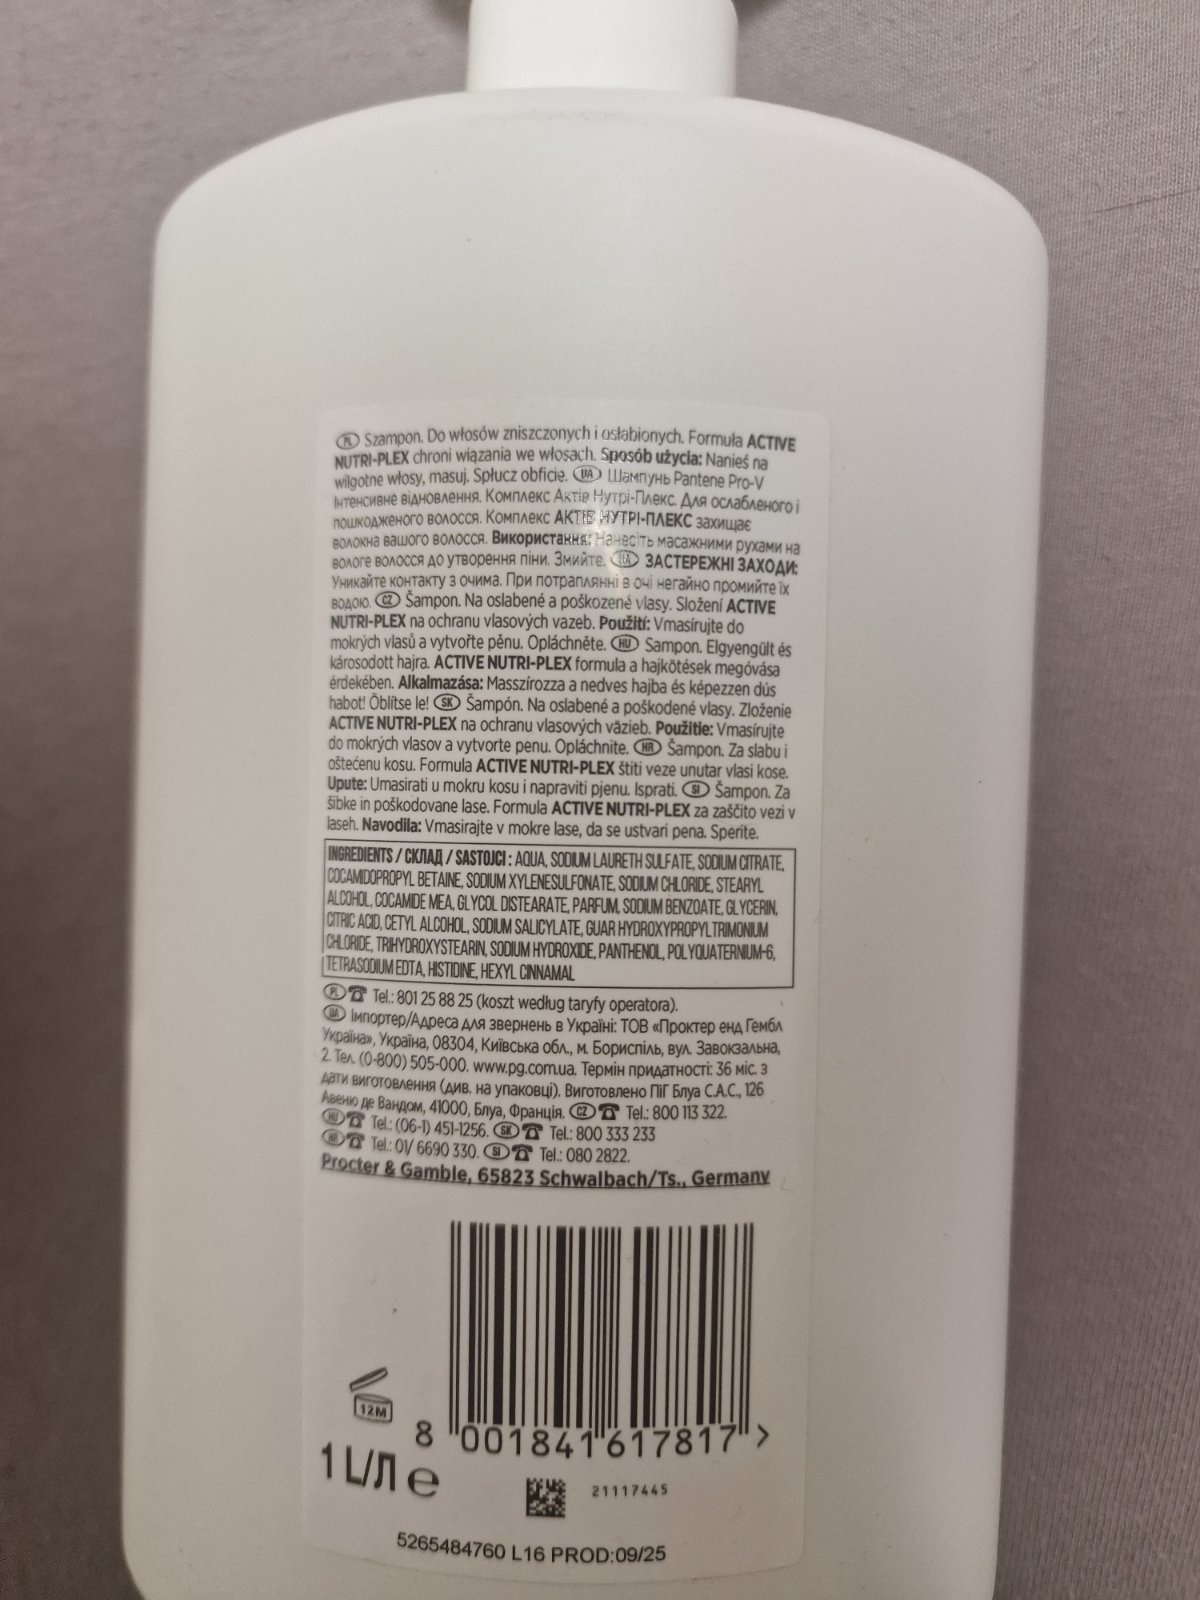 PL Szampon. Do włosów zniszczonych i osłabionych. Formuła ACTIVE
NUTRI-PLEX chroni wiązania we włosach. Sposób użycia: Nanieś na
wilgotne włosy, masuj. Spłucz obficie. UA Шампунь Pantene Pro-V
Інтенсивне відновлення. Комплекс Актів Нутрі-Плекс. Для ослабленого і
пошкодженого волосся. Комплекс АКТІВ НУТРІ-ПЛЕКС захищає
волокна вашого волосся. Використання: Нанесіть масажними рухами на
вологе волосся до утворення піни. Змийте. UA ЗАСТЕРЕЖНІ ЗАХОДИ:
Уникайте контакту з очима. При потраплянні в очі негайно промийте їх
водою. CZ Šampon. Na oslabené a poškozené vlasy. Složení ACTIVE
NUTRI-PLEX na ochranu vlasových vazeb. Použití: Vmasírujte do
mokrých vlasů a vytvořte pěnu. Opláchněte. HU Sampon. Elgyengült és
károsodott hajra. ACTIVE NUTRI-PLEX formula a hajkötések megóvása
érdekében. Alkalmazása: Masszírozza a nedves hajba és képezzen dús
habot! Öblítse le! SK Šampón. Na oslabené a poškodené vlasy. Zloženie
ACTIVE NUTRI-PLEX na ochranu vlasových väzieb. Použitie: Vmasírujte
do mokrých vlasov a vytvorte penu. Opláchnite. HR Šampon. Za slabu i
oštećenu kosu. Formula ACTIVE NUTRI-PLEX štiti veze unutar vlasi kose.
Upute: Umasirati u mokru kosu i napraviti pjenu. Isprati. SI Šampon. Za
šibke in poškodovane lase. Formula ACTIVE NUTRI-PLEX za zaščito vezi v
laseh. Navodila: Vmasirajte v mokre lase, da se ustvari pena. Sperite.
INGREDIENTS / СКЛАД / SASTOJCI : AQUA, SODIUM LAURETH SULFATE, SODIUM CITRATE,
COCAMIDOPROPYL BETAINE, SODIUM XYLENESULFONATE, SODIUM CHLORIDE, STEARYL
ALCOHOL, COCAMIDE MEA, GLYCOL DISTEARATE, PARFUM, SODIUM BENZOATE, GLYCERIN,
CITRIC ACID, CETYL ALCOHOL, SODIUM SALICYLATE, GUAR HYDROXYPROPYLTRIMONIUM
CHLORIDE, TRIHYDROXYSTEARIN, SODIUM HYDROXIDE, PANTHENOL, POLYQUATERNIUM-6,
TETRASODIUM EDTA, HISTIDINE, HEXYL CINNAMAL
PL ☎ Tel.: 801 25 88 25 (koszt według taryfy operatora).
UA Імпортер/Адреса для звернень в Україні: ТОВ «Проктер енд Гембл
Україна», Україна, 08304, Київська обл., м. Бориспіль, вул. Завокзальна,
2. Тел. (0-800) 505-000. www.pg.com.ua. Термін придатності: 36 міс. з
дати виготовлення (див. на упаковці). Виготовлено ПіГ Блуа С.А.С., 126
Авеню де Вандом, 41000, Блуа, Франція. CZ ☎ Tel.: 800 113 322.
HU ☎ Tel.: (06-1) 451-1256. SK ☎ Tel.: 800 333 233
HR ☎ Tel.: 01/ 6690 330. SI ☎ Tel.: 080 2822.
Procter & Gamble, 65823 Schwalbach/Ts., Germany
12M
8 001841 617817 >
1 L/Л ℮
21117445
5265484760 L16 PROD:09/25